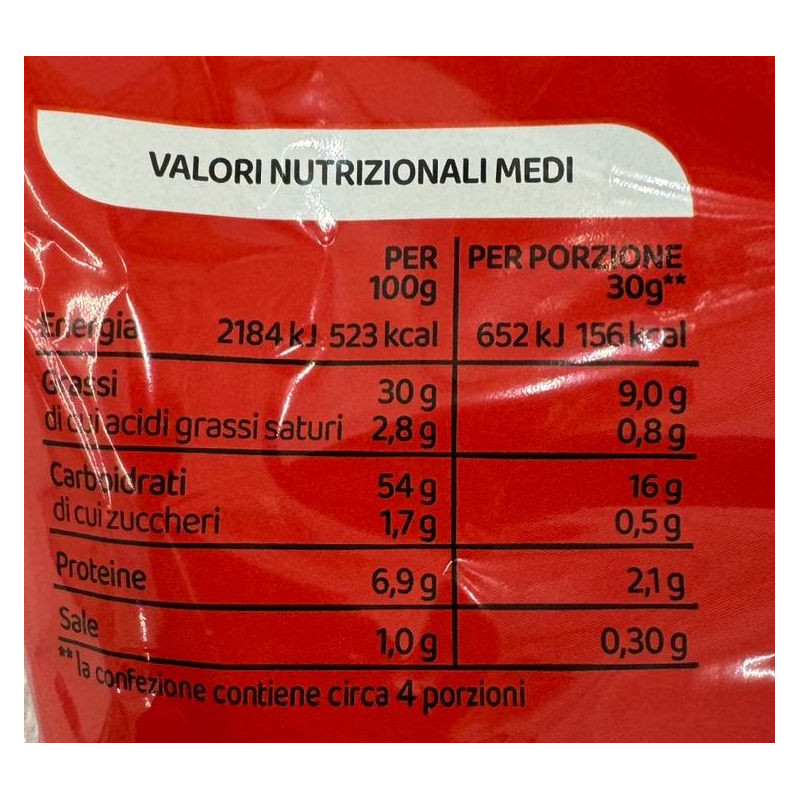 VALORI NUTRIZIONALI MEDI
PER PER PORZIONE
100g 30g**
Energia 2184 kJ 523 kcal 652 kJ 156 kcal
Grassi 30 g 9,0 g
di cui acidi grassi saturi 2,8 g 0,8 g
Carboidrati 54 g 16 g
di cui zuccheri 1,7 g 0,5 g
Proteine 6,9 g 2,1 g
Sale 1,0 g 0,30 g
**la confezione contiene circa 4 porzioni